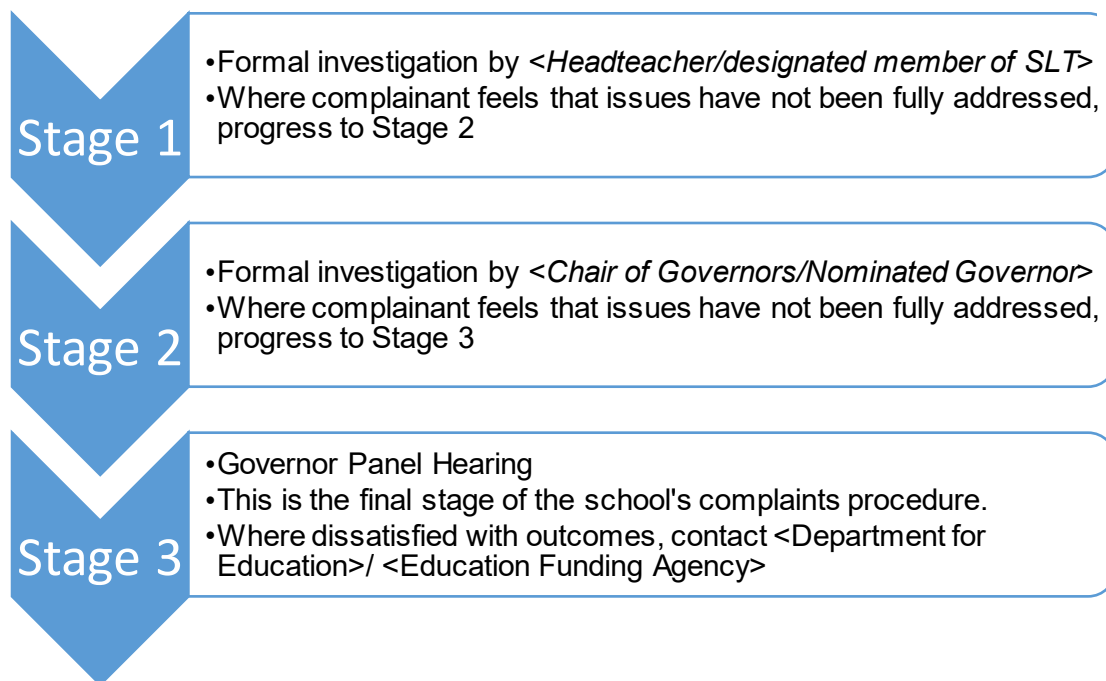 Stage 1
•Formal investigation by <Headteacher/designated member of SLT>
•Where complainant feels that issues have not been fully addressed,
progress to Stage 2
Stage 2
•Formal investigation by <Chair of Governors/Nominated Governor>
•Where complainant feels that issues have not been fully addressed,
progress to Stage 3
Stage 3
•Governor Panel Hearing
•This is the final stage of the school's complaints procedure.
•Where dissatisfied with outcomes, contact <Department for
Education>/ <Education Funding Agency>